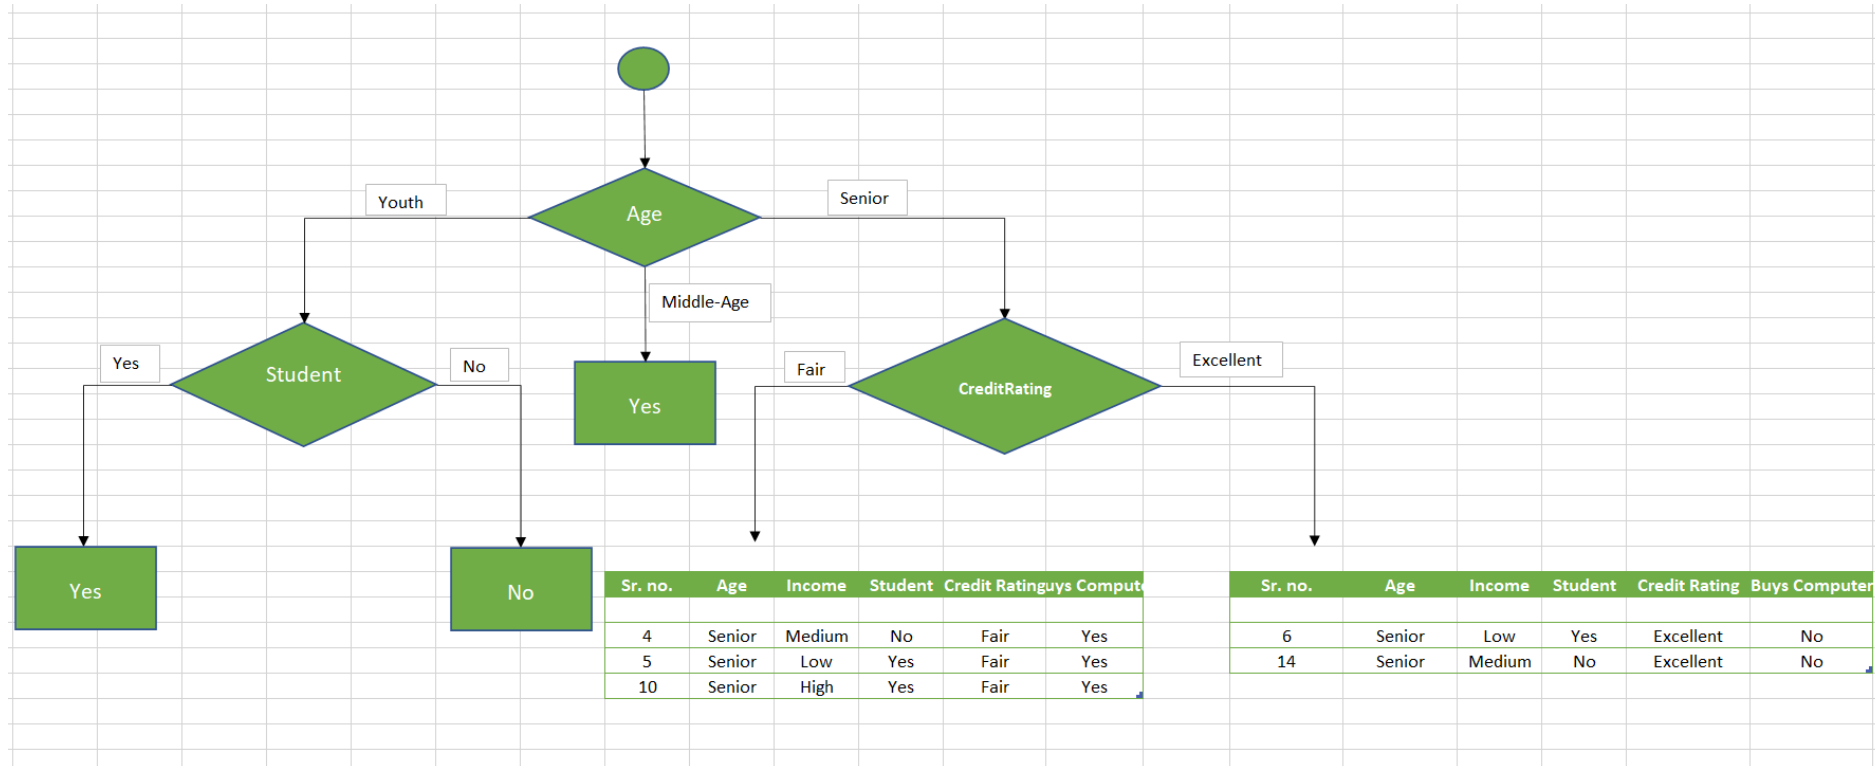 Age
Youth
Senior
Middle-Age
Student
Yes
No
Yes
CreditRating
Fair
Excellent
Yes
No
Sr. no. Age Income Student Credit Rating uys Compute
4 Senior Medium No Fair Yes
5 Senior Low Yes Fair Yes
10 Senior High Yes Fair Yes
Sr. no. Age Income Student Credit Rating Buys Computer
6 Senior Low Yes Excellent No
14 Senior Medium No Excellent No